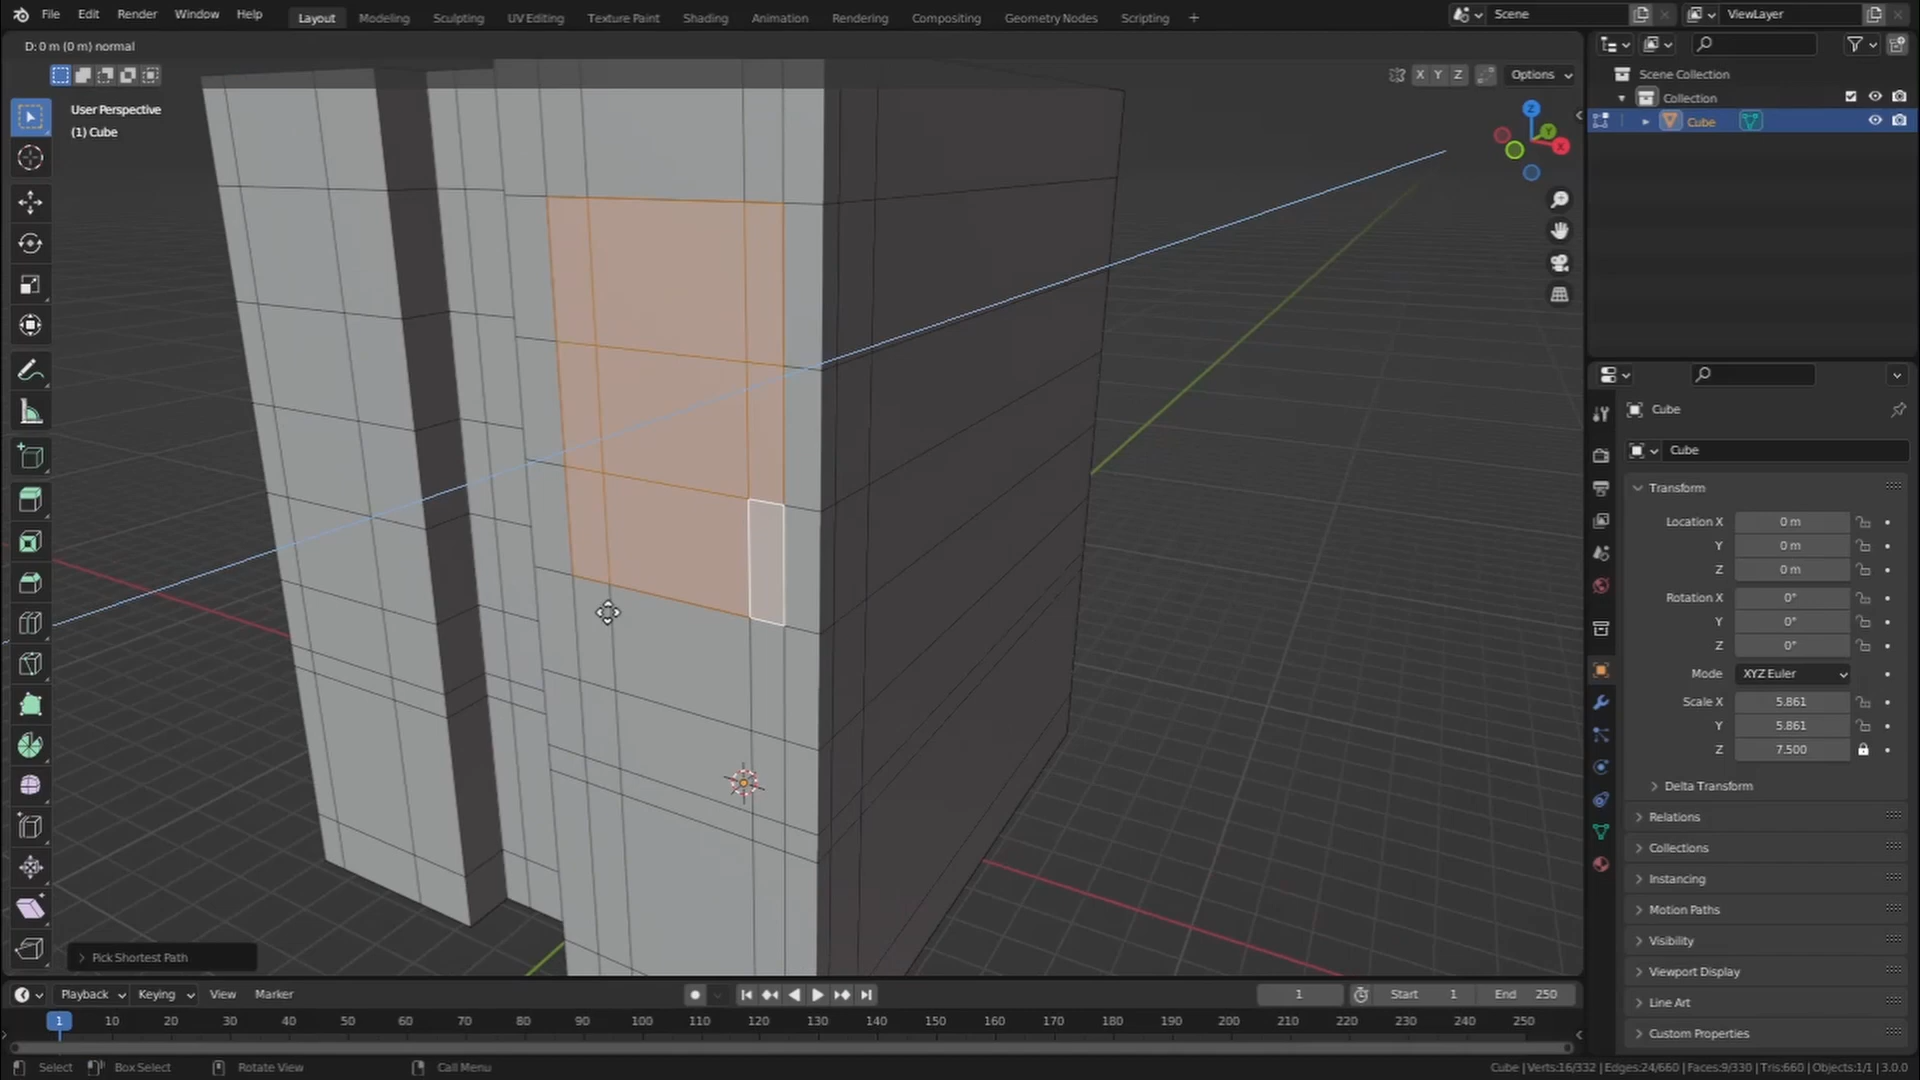 File Edit Render Window Help Layout Modeling Sculpting UV Editing Texture Paint Shading Animation Rendering Compositing Geometry Nodes Scripting + Scene ViewLayer
D: 0 m (0 m) normal
X Y Z Options
User Perspective
(1) Cube
Z
Y
X
Scene Collection
Collection
Cube
Cube
Cube
Transform
Location X 0 m
Y 0 m
Z 0 m
Rotation X 0°
Y 0°
Z 0°
Mode XYZ Euler
Scale X 5.861
Y 5.861
Z 7.500
Delta Transform
Relations
Collections
Instancing
Motion Paths
Visibility
Viewport Display
Line Art
Custom Properties
Pick Shortest Path
Playback Keying View Marker 1 Start 1 End 250
1 10 20 30 40 50 60 70 80 90 100 110 120 130 140 150 160 170 180 190 200 210 220 230 240 250
Select Box Select Rotate View Call Menu Cube | Verts:16/332 | Edges:24/660 | Faces:9/330 | Tris:660 | Objects:1/1 | 3.0.0